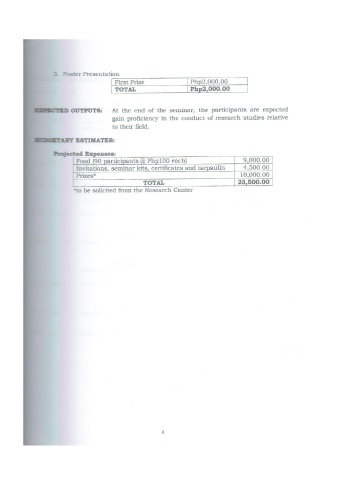 2. Poster Presentation
First Prize Php2,000.00
TOTAL Php2,000.00
EXPECTED OUTPUTS: At the end of the seminar, the participants are expected
gain proficiency in the conduct of research studies relative
to their field.
BUDGETARY ESTIMATES:
Projected Expenses:
Food (90 participants @ Php100 each) 9,000.00
Invitations, seminar kits, certificates and tarpaulin 4,500.00
Prizes* 10,000.00
TOTAL 23,500.00
*to be solicited from the Research Center